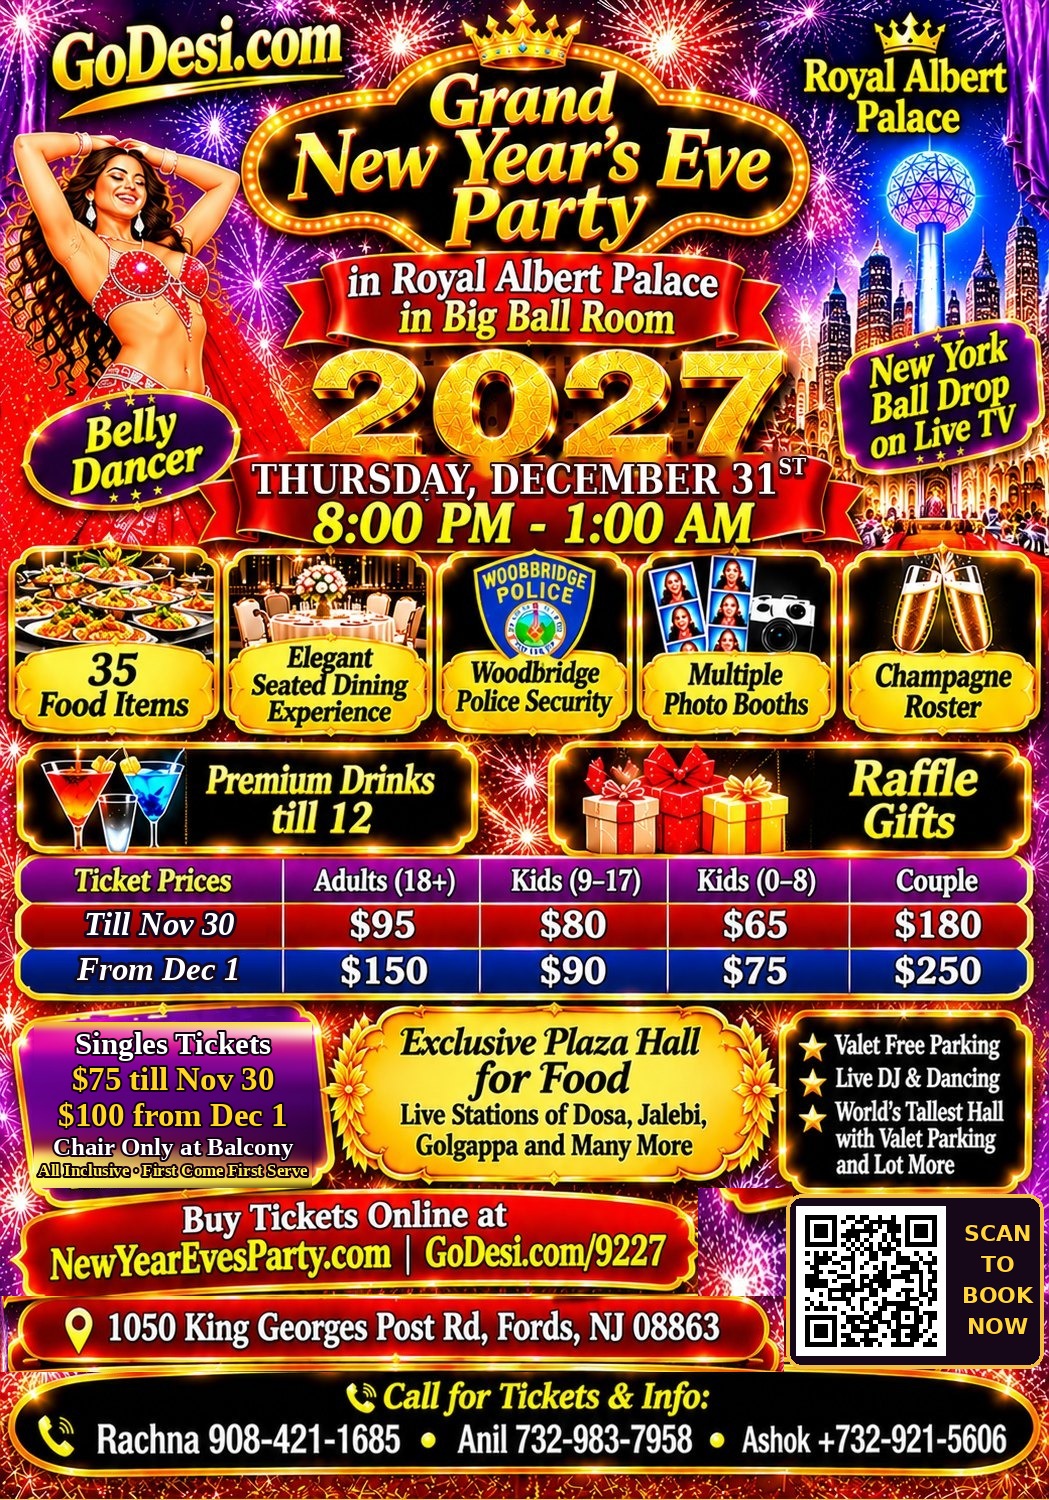 GoDesi.com
Royal Albert
Palace
Grand
New Year's Eve
Party
in Royal Albert Palace
in Big Ball Room
2027
New York
Ball Drop
on Live TV
Belly
Dancer
THURSDAY, DECEMBER 31ST
8:00 PM - 1:00 AM
WOOBBRIDGE
POLICE
35
Food Items
Elegant
Seated Dining
Experience
Woodbridge
Police Security
Multiple
Photo Booths
Champagne
Roster
Premium Drinks
till 12
Raffle
Gifts
Ticket Prices Adults (18+) Kids (9–17) Kids (0–8) Couple
Till Nov 30 $95 $80 $65 $180
From Dec 1 $150 $90 $75 $250
Singles Tickets
$75 till Nov 30
$100 from Dec 1
Chair Only at Balcony
All Inclusive • First Come First Serve
Exclusive Plaza Hall
for Food
Live Stations of Dosa, Jalebi,
Golgappa and Many More
Valet Free Parking
Live DJ & Dancing
World's Tallest Hall
with Valet Parking
and Lot More
Buy Tickets Online at
NewYearEvesParty.com | GoDesi.com/9227
SCAN
TO
BOOK
NOW
1050 King Georges Post Rd, Fords, NJ 08863
Call for Tickets & Info:
Rachna 908-421-1685 • Anil 732-983-7958 • Ashok +732-921-5606